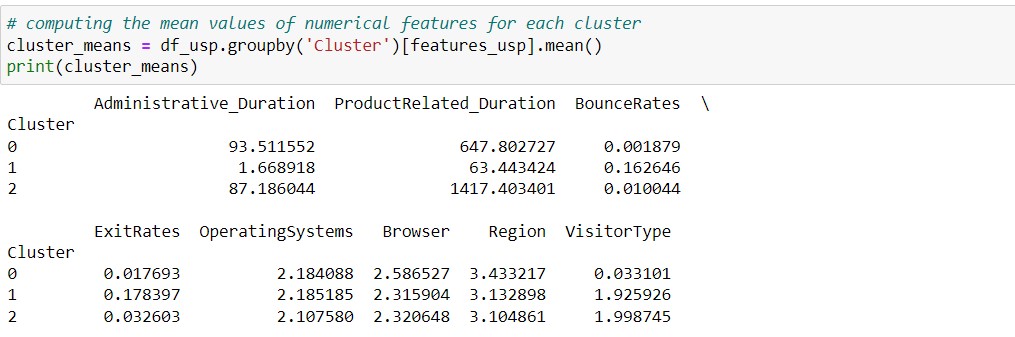 # computing the mean values of numerical features for each cluster
cluster_means = df_usp.groupby('Cluster')[features_usp].mean()
print(cluster_means)
Administrative_Duration ProductRelated_Duration BounceRates \
Cluster
0 93.511552 647.802727 0.001879
1 1.668918 63.443424 0.162646
2 87.186044 1417.403401 0.010044
ExitRates OperatingSystems Browser Region VisitorType
Cluster
0 0.017693 2.184088 2.586527 3.433217 0.033101
1 0.178397 2.185185 2.315904 3.132898 1.925926
2 0.032603 2.107580 2.320648 3.104861 1.998745